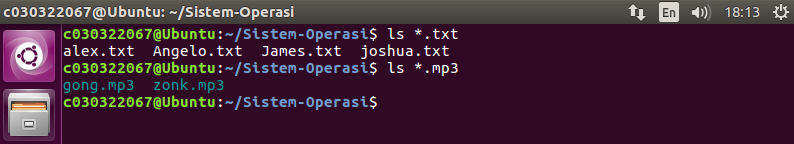 c030322067@Ubuntu: ~/Sistem-Operasi
En
18:13
c030322067@Ubuntu:~/Sistem-Operasi$ ls *.txt
alex.txt  Angelo.txt  James.txt  joshua.txt
c030322067@Ubuntu:~/Sistem-Operasi$ ls *.mp3
gong.mp3  zonk.mp3
c030322067@Ubuntu:~/Sistem-Operasi$